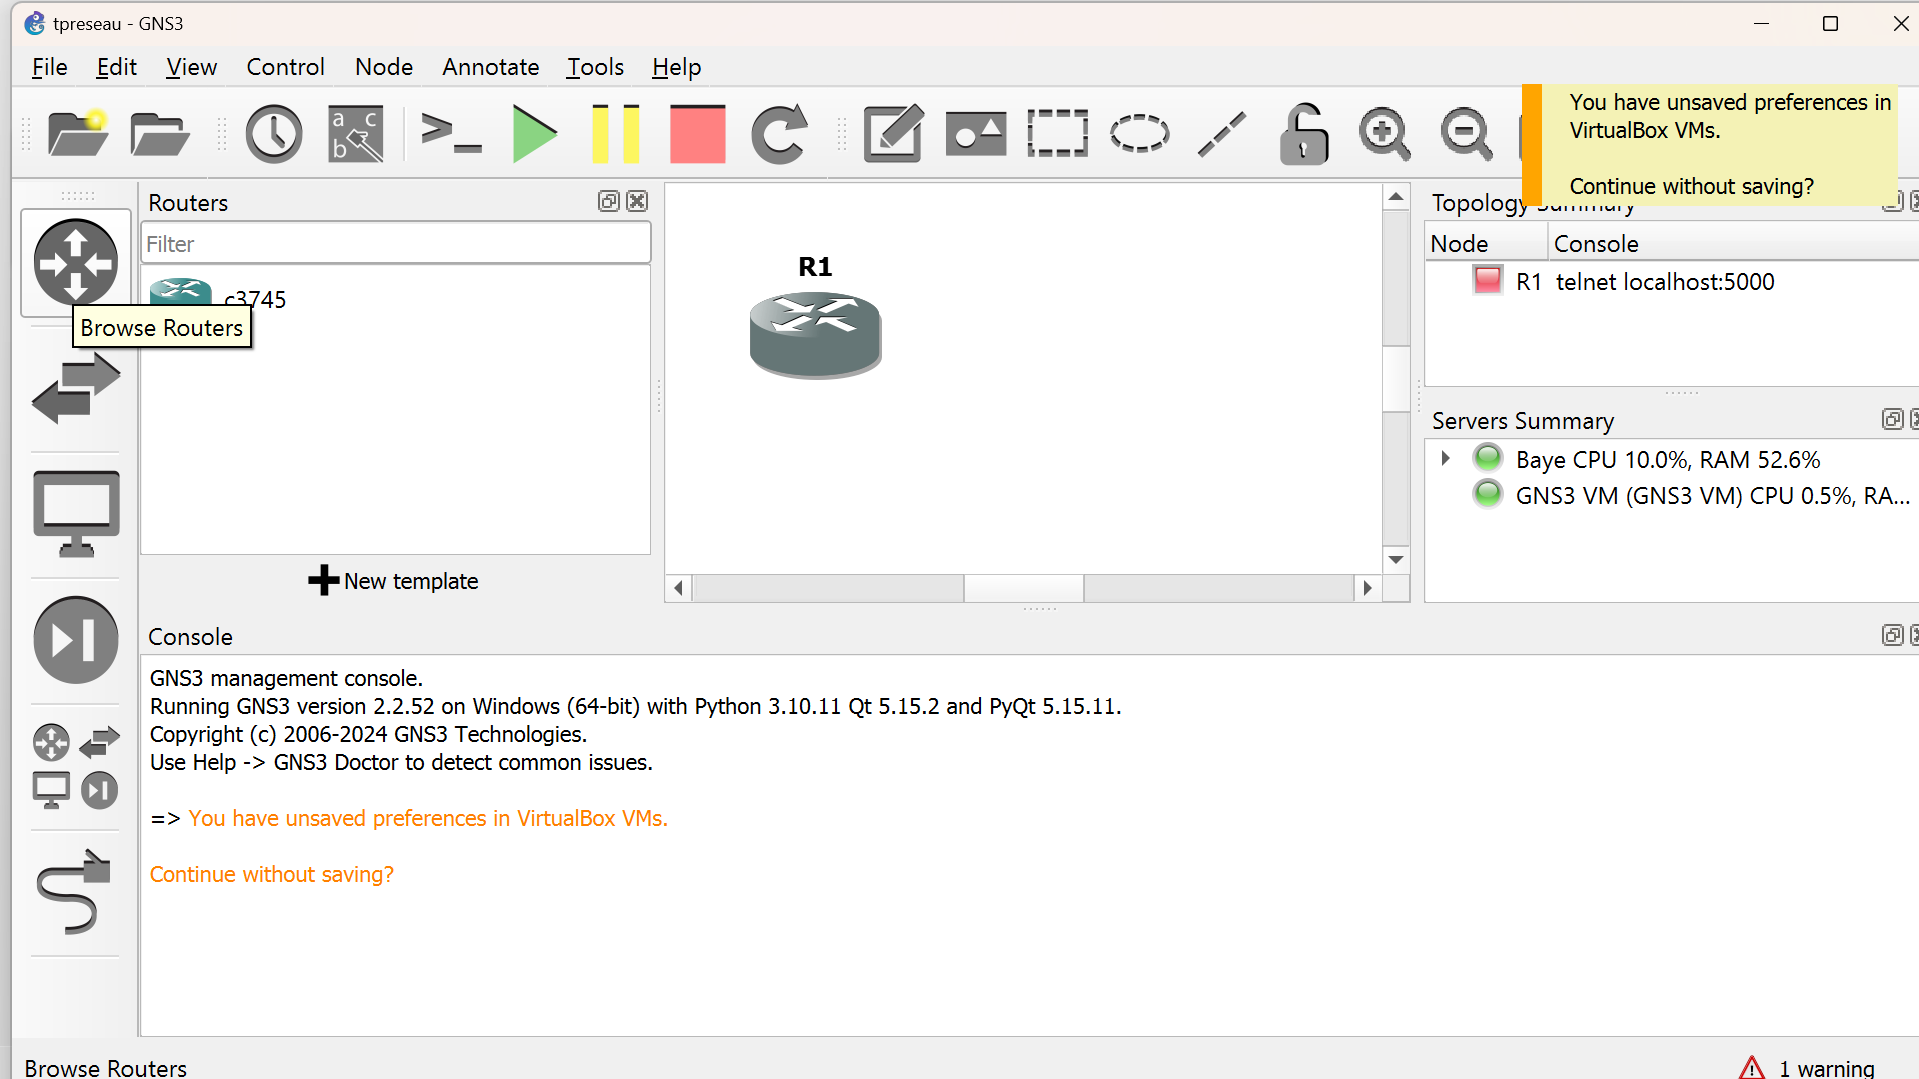 tpreseau - GNS3
File Edit View Control Node Annotate Tools Help
a c
b
You have unsaved preferences in
VirtualBox VMs.
Continue without saving?
Routers
Filter
c3745
Browse Routers
New template
R1
Topology Summary
Node Console
R1 telnet localhost:5000
Servers Summary
Baye CPU 10.0%, RAM 52.6%
GNS3 VM (GNS3 VM) CPU 0.5%, RA...
Console
GNS3 management console.
Running GNS3 version 2.2.52 on Windows (64-bit) with Python 3.10.11 Qt 5.15.2 and PyQt 5.15.11.
Copyright (c) 2006-2024 GNS3 Technologies.
Use Help -> GNS3 Doctor to detect common issues.
=> You have unsaved preferences in VirtualBox VMs.
Continue without saving?
Browse Routers
1 warning